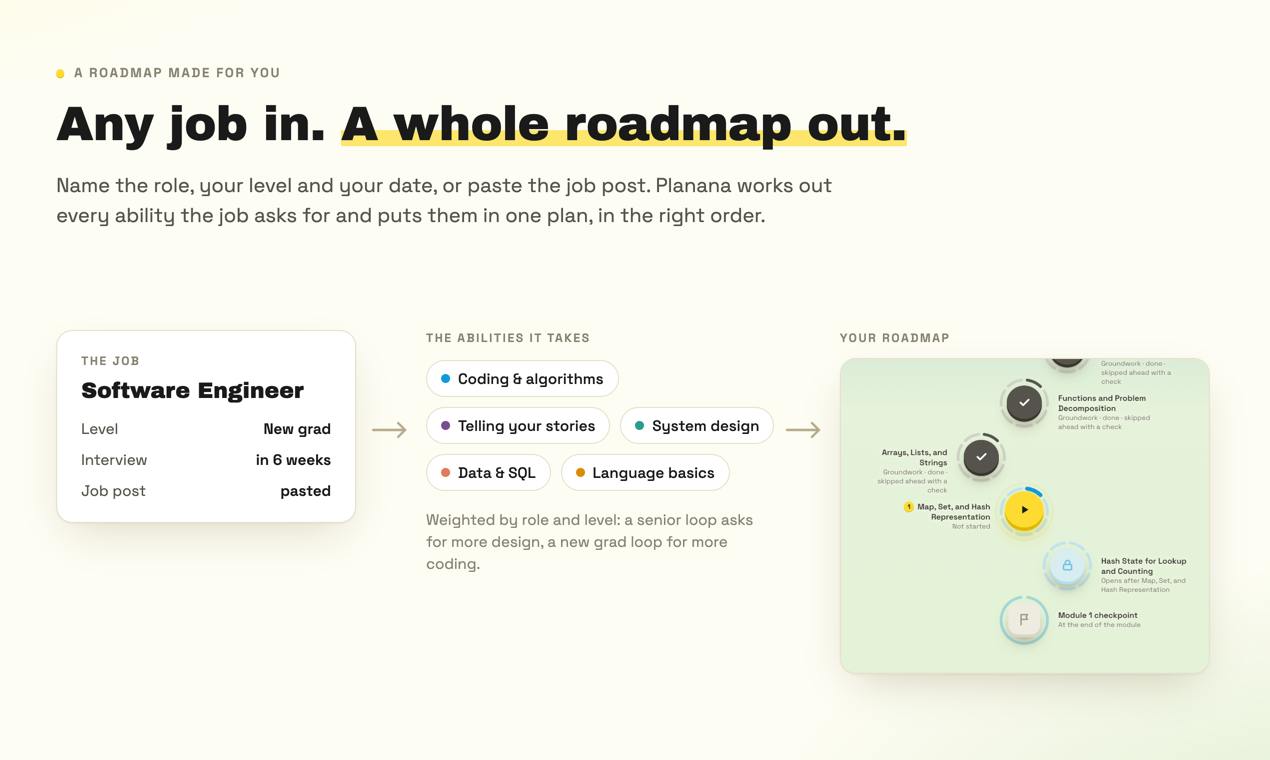 A ROADMAP MADE FOR YOU
Any job in. A whole roadmap out.
Name the role, your level and your date, or paste the job post. Planana works out
every ability the job asks for and puts them in one plan, in the right order.
THE JOB
Software Engineer
Level New grad
Interview in 6 weeks
Job post pasted
THE ABILITIES IT TAKES
Coding & algorithms
Telling your stories
System design
Data & SQL
Language basics
Weighted by role and level: a senior loop asks
for more design, a new grad loop for more
coding.
YOUR ROADMAP
Groundwork · done ·
skipped ahead with a
check
Functions and Problem
Decomposition
Groundwork · done · skipped
ahead with a check
Arrays, Lists, and
Strings
Groundwork · done ·
skipped ahead with a
check
1 Map, Set, and Hash
Representation
Not started
Hash State for Lookup
and Counting
Opens after Map, Set, and
Hash Representation
Module 1 checkpoint
At the end of the module